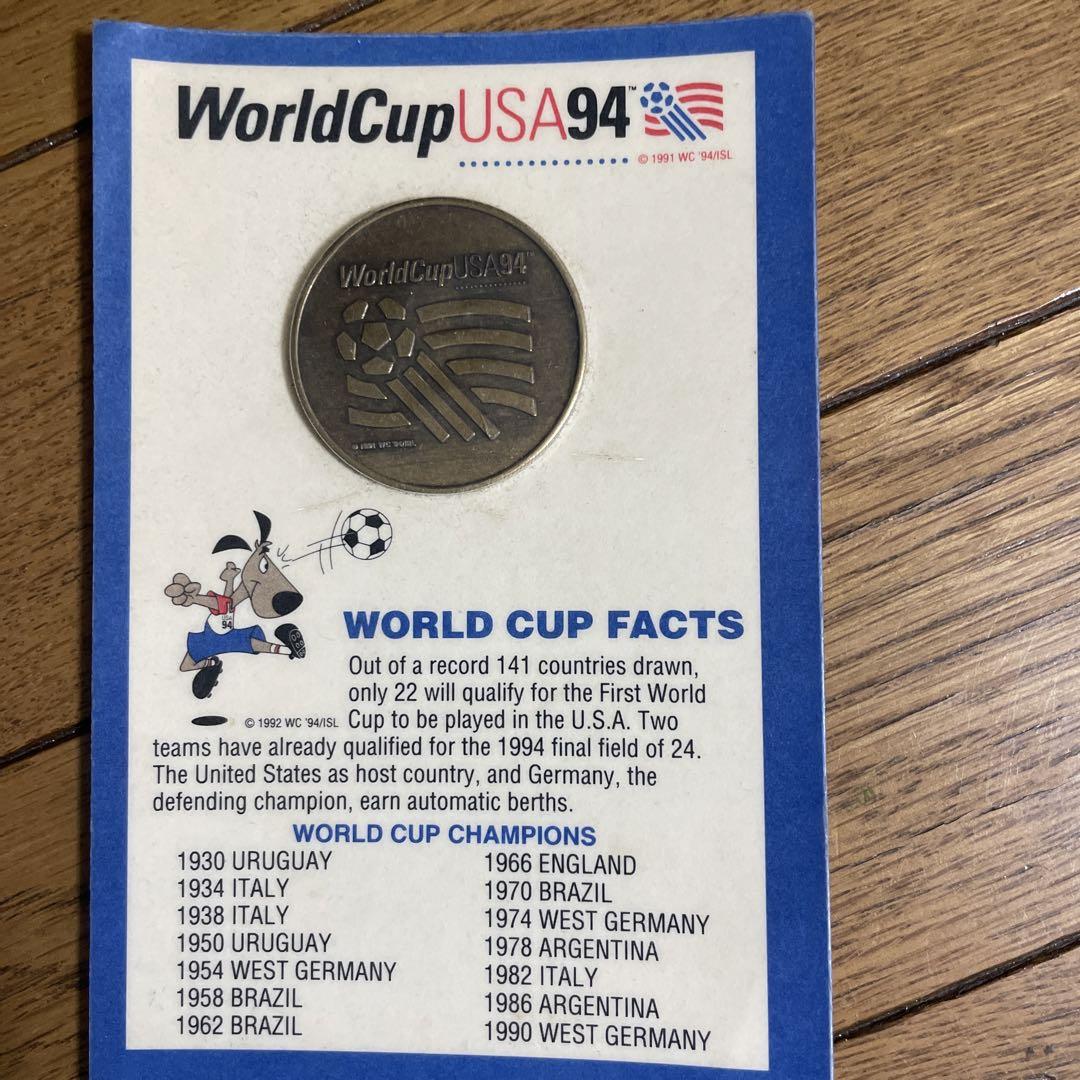 WorldCupUSA94™
© 1991 WC '94/ISL
WorldCupUSA94™
USA
94
WORLD CUP FACTS
Out of a record 141 countries drawn,
only 22 will qualify for the First World
© 1992 WC '94/ISL Cup to be played in the U.S.A. Two
teams have already qualified for the 1994 final field of 24.
The United States as host country, and Germany, the
defending champion, earn automatic berths.
WORLD CUP CHAMPIONS
1930 URUGUAY
1934 ITALY
1938 ITALY
1950 URUGUAY
1954 WEST GERMANY
1958 BRAZIL
1962 BRAZIL
1966 ENGLAND
1970 BRAZIL
1974 WEST GERMANY
1978 ARGENTINA
1982 ITALY
1986 ARGENTINA
1990 WEST GERMANY